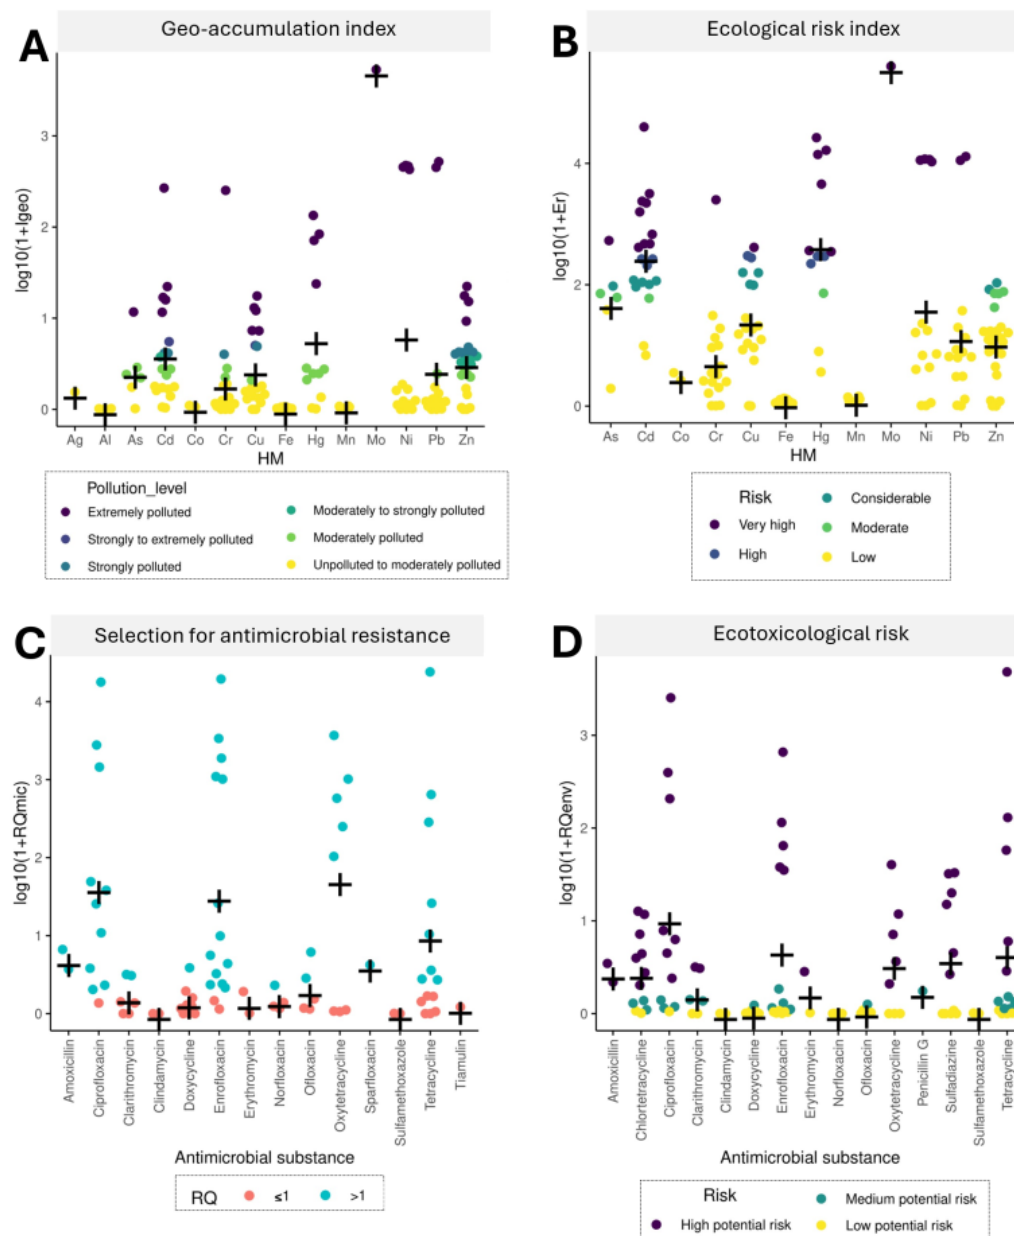 A
Geo-accumulation index
log10(1+Igeo)
3
2
1
0
Ag Al As Cd Co Cr Cu Fe Hg Mn Mo Ni Pb Zn
HM
Pollution_level
Extremely polluted
Strongly to extremely polluted
Strongly polluted
Moderately to strongly polluted
Moderately polluted
Unpolluted to moderately polluted
B
Ecological risk index
log10(1+Er)
4
2
0
As Cd Co Cr Cu Fe Hg Mn Mo Ni Pb Zn
HM
Risk
Very high
High
Considerable
Moderate
Low
C
Selection for antimicrobial resistance
log10(1+RQmic)
4
3
2
1
0
Amoxicillin
Ciprofloxacin
Clarithromycin
Clindamycin
Doxycycline
Enrofloxacin
Erythromycin
Norfloxacin
Ofloxacin
Oxytetracycline
Sparfloxacin
Sulfamethoxazole
Tetracycline
Tiamulin
Antimicrobial substance
RQ ≤1 >1
D
Ecotoxicological risk
log10(1+RQenv)
3
2
1
0
Amoxicillin
Chlortetracycline
Ciprofloxacin
Clarithromycin
Clindamycin
Doxycycline
Enrofloxacin
Erythromycin
Norfloxacin
Ofloxacin
Oxytetracycline
Penicillin G
Sulfadiazine
Sulfamethoxazole
Tetracycline
Antimicrobial substance
Risk
High potential risk
Medium potential risk
Low potential risk